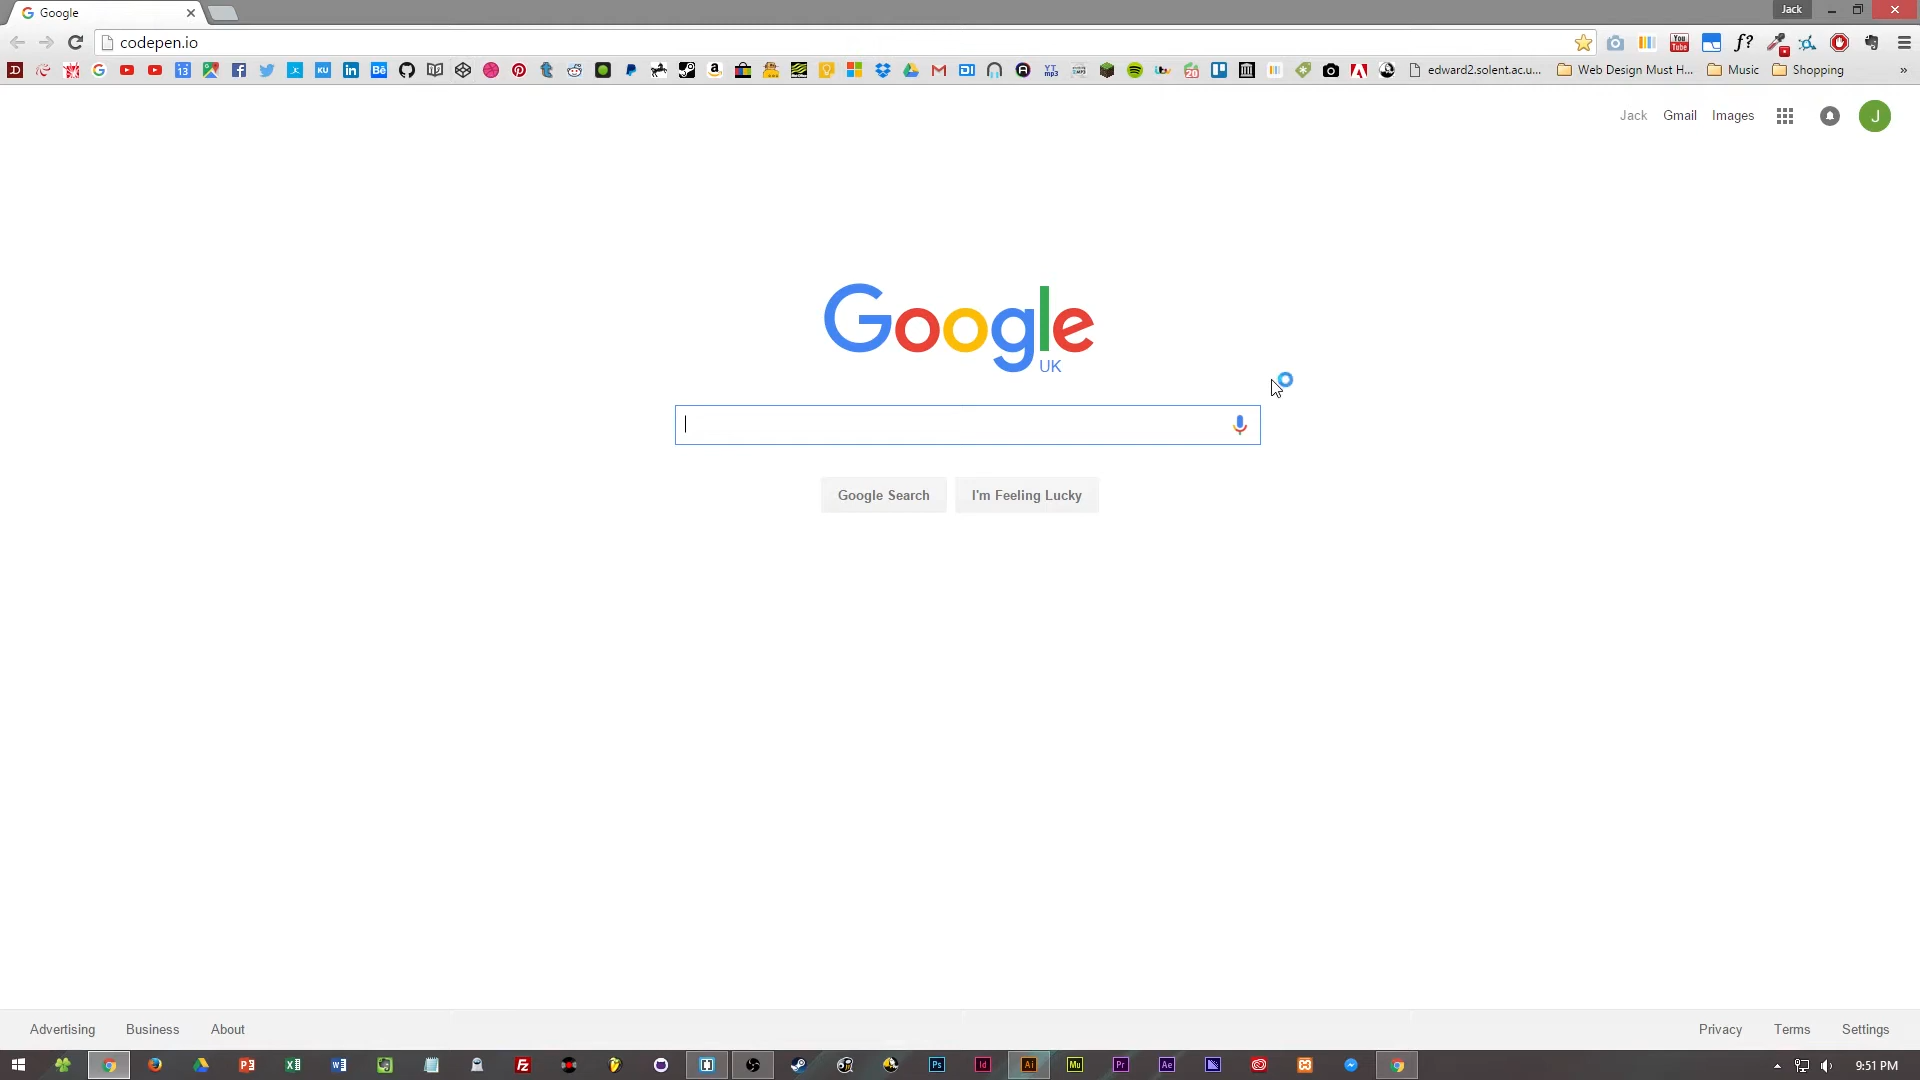 Google
Jack
codepen.io
edward2.solent.ac.u...
Web Design Must H...
Music
Shopping
»
Jack
Gmail
Images
J
Google
UK
Google Search
I'm Feeling Lucky
Advertising
Business
About
Privacy
Terms
Settings
9:51 PM